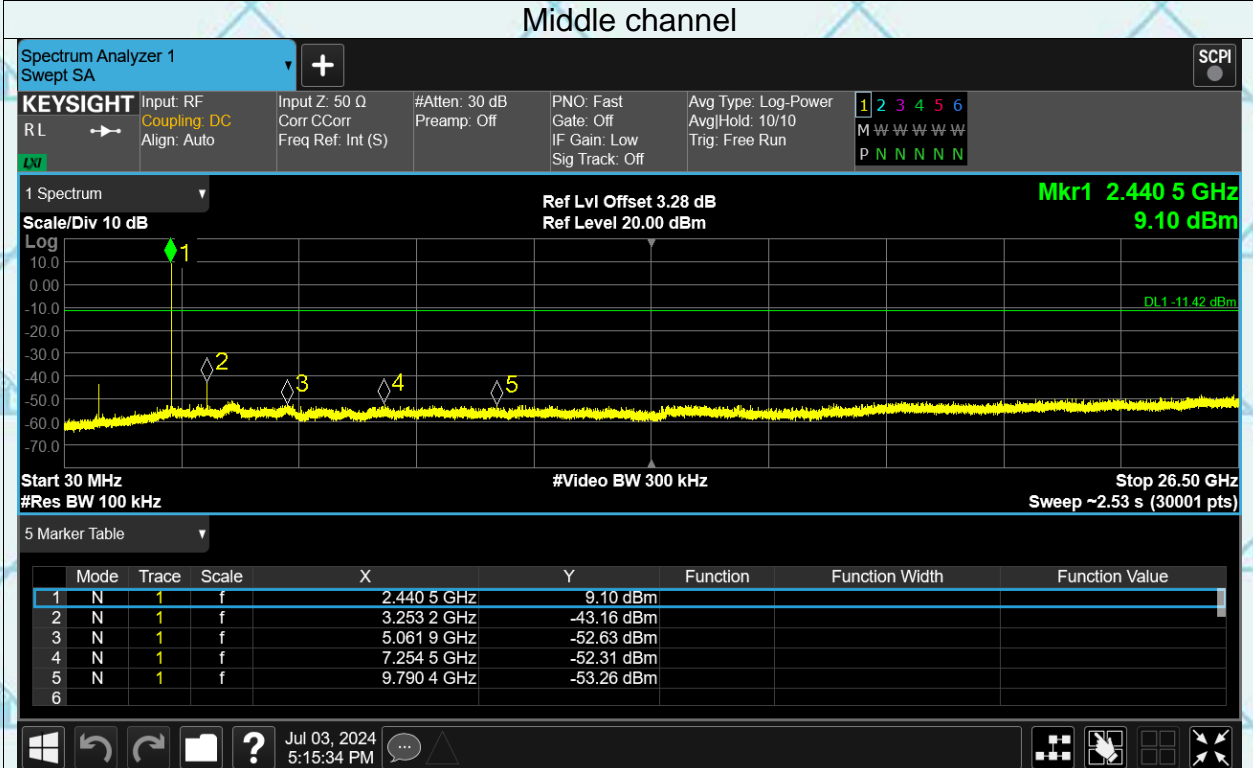 Middle channel
Spectrum Analyzer 1
Swept SA
SCPI
KEYSIGHT Input: RF Input Z: 50 Ω #Atten: 30 dB PNO: Fast Avg Type: Log-Power 1 2 3 4 5 6
RL Coupling: DC Corr CCorr Preamp: Off Gate: Off Avg|Hold: 10/10 M W W W W W
Align: Auto Freq Ref: Int (S) IF Gain: Low Trig: Free Run P N N N N N
LXI Sig Track: Off
1 Spectrum Ref Lvl Offset 3.28 dB Mkr1 2.440 5 GHz
Scale/Div 10 dB Ref Level 20.00 dBm 9.10 dBm
Log
1
10.0
0.00
-10.0 DL1 -11.42 dBm
-20.0
-30.0
2
-40.0
3 4 5
-50.0
-60.0
-70.0
Start 30 MHz #Video BW 300 kHz Stop 26.50 GHz
#Res BW 100 kHz Sweep ~2.53 s (30001 pts)
5 Marker Table
Mode Trace Scale X Y Function Function Width Function Value
1 N 1 f 2.440 5 GHz 9.10 dBm
2 N 1 f 3.253 2 GHz -43.16 dBm
3 N 1 f 5.061 9 GHz -52.63 dBm
4 N 1 f 7.254 5 GHz -52.31 dBm
5 N 1 f 9.790 4 GHz -53.26 dBm
6
? Jul 03, 2024
5:15:34 PM